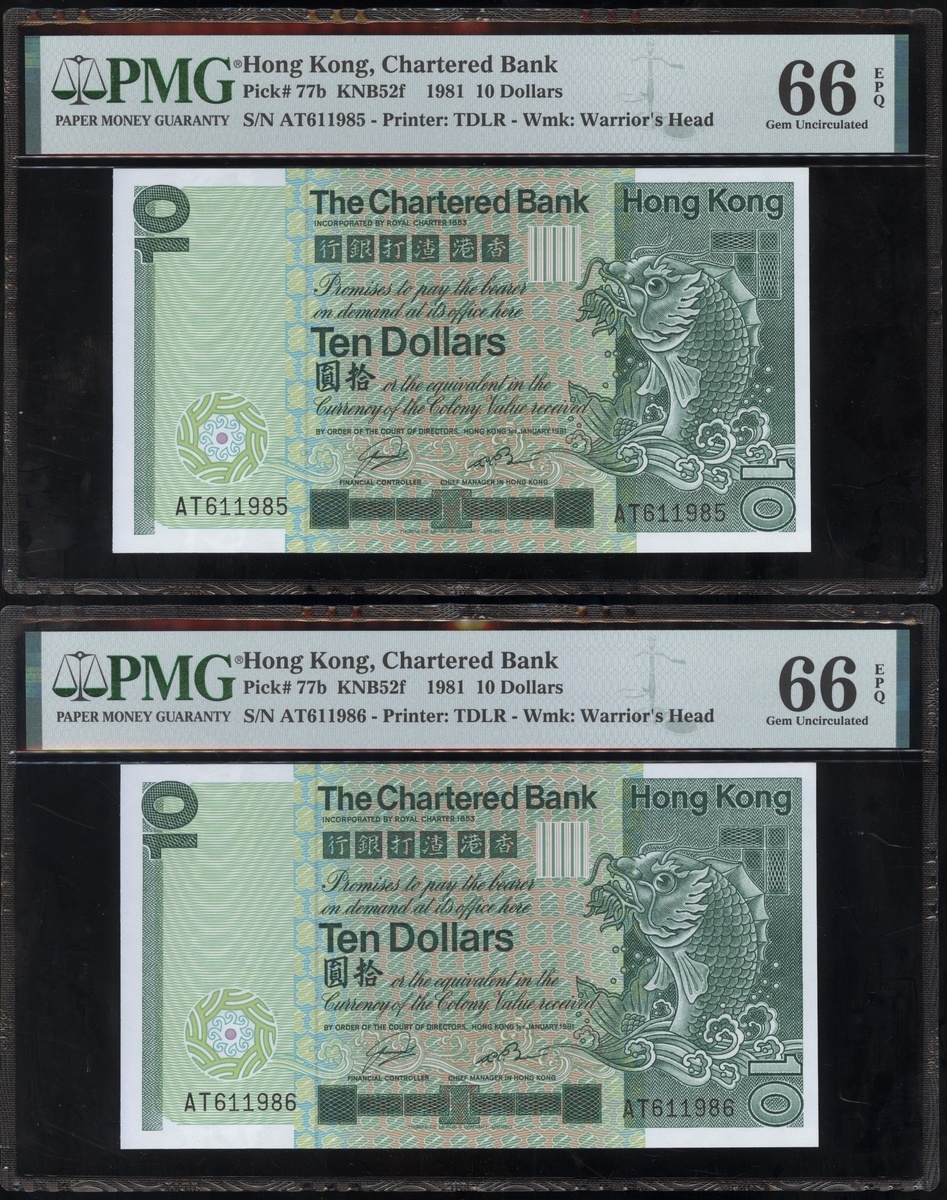 PMG®
PAPER MONEY GUARANTY
Hong Kong, Chartered Bank
Pick# 77b KNB52f 1981 10 Dollars
S/N AT611985 - Printer: TDLR - Wmk: Warrior's Head
66 EPQ
Gem Uncirculated
10
The Chartered Bank
Hong Kong
INCORPORATED BY ROYAL CHARTER 1853
行銀打渣港香
Promises to pay the bearer
on demand at its office here
Ten Dollars
圓拾 or the equivalent in the
Currency of the Colony Value received
BY ORDER OF THE COURT OF DIRECTORS. HONG KONG 1ST JANUARY 1981
FINANCIAL CONTROLLER CHIEF MANAGER IN HONG KONG
AT611985
AT611985
10
PMG®
PAPER MONEY GUARANTY
Hong Kong, Chartered Bank
Pick# 77b KNB52f 1981 10 Dollars
S/N AT611986 - Printer: TDLR - Wmk: Warrior's Head
66 EPQ
Gem Uncirculated
10
The Chartered Bank
Hong Kong
INCORPORATED BY ROYAL CHARTER 1853
行銀打渣港香
Promises to pay the bearer
on demand at its office here
Ten Dollars
圓拾 or the equivalent in the
Currency of the Colony Value received
BY ORDER OF THE COURT OF DIRECTORS. HONG KONG 1ST JANUARY 1981
FINANCIAL CONTROLLER CHIEF MANAGER IN HONG KONG
AT611986
AT611986
10